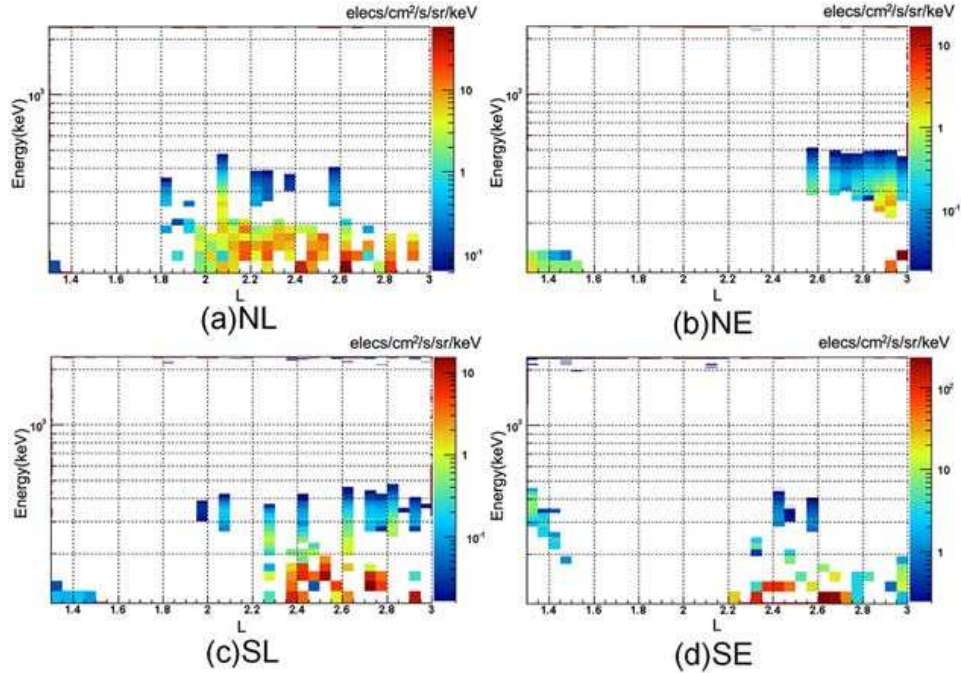 elecs/cm²/s/sr/keV
Energy(keV)
10³
10
1
10⁻¹
1.4 1.6 1.8 2 2.2 2.4 2.6 2.8 3
L
(a)NL
elecs/cm²/s/sr/keV
Energy(keV)
10³
10
1
10⁻¹
1.4 1.6 1.8 2 2.2 2.4 2.6 2.8 3
L
(b)NE
elecs/cm²/s/sr/keV
Energy(keV)
10³
10
1
10⁻¹
1.4 1.6 1.8 2 2.2 2.4 2.6 2.8 3
L
(c)SL
elecs/cm²/s/sr/keV
Energy(keV)
10³
10²
10
1
1.4 1.6 1.8 2 2.2 2.4 2.6 2.8 3
L
(d)SE